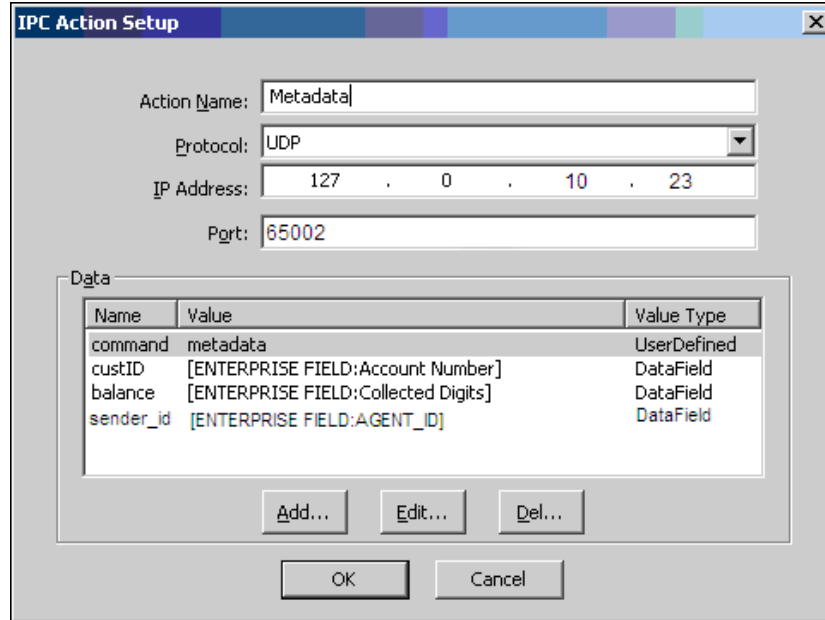 IPC Action Setup
Action Name: Metadata
Protocol: UDP
IP Address: 127 . 0 . 10 . 23
Port: 65002
Data
Name Value Value Type
command metadata UserDefined
custID [ENTERPRISE FIELD:Account Number] DataField
balance [ENTERPRISE FIELD:Collected Digits] DataField
sender_id [ENTERPRISE FIELD:AGENT_ID] DataField
Add... Edit... Del...
OK Cancel